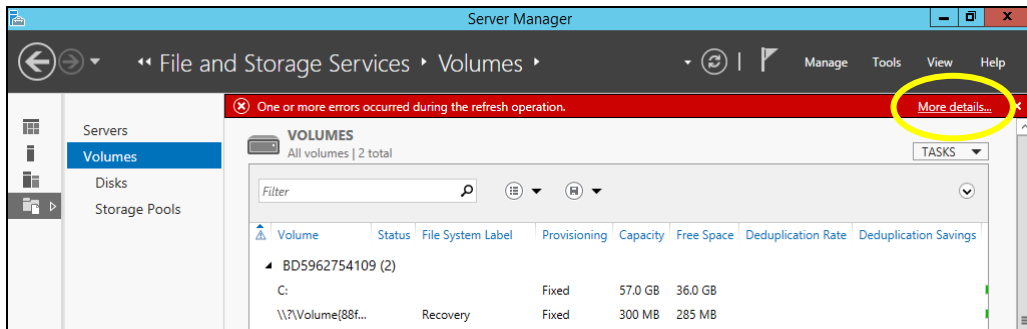 Server Manager
File and Storage Services ‣ Volumes ‣
Manage Tools View Help
One or more errors occurred during the refresh operation. More details...
Servers
Volumes
Disks
Storage Pools
VOLUMES
All volumes | 2 total
TASKS
Filter
Volume Status File System Label Provisioning Capacity Free Space Deduplication Rate Deduplication Savings
BD5962754109 (2)
C: Fixed 57.0 GB 36.0 GB
\\?\Volume{88f... Recovery Fixed 300 MB 285 MB